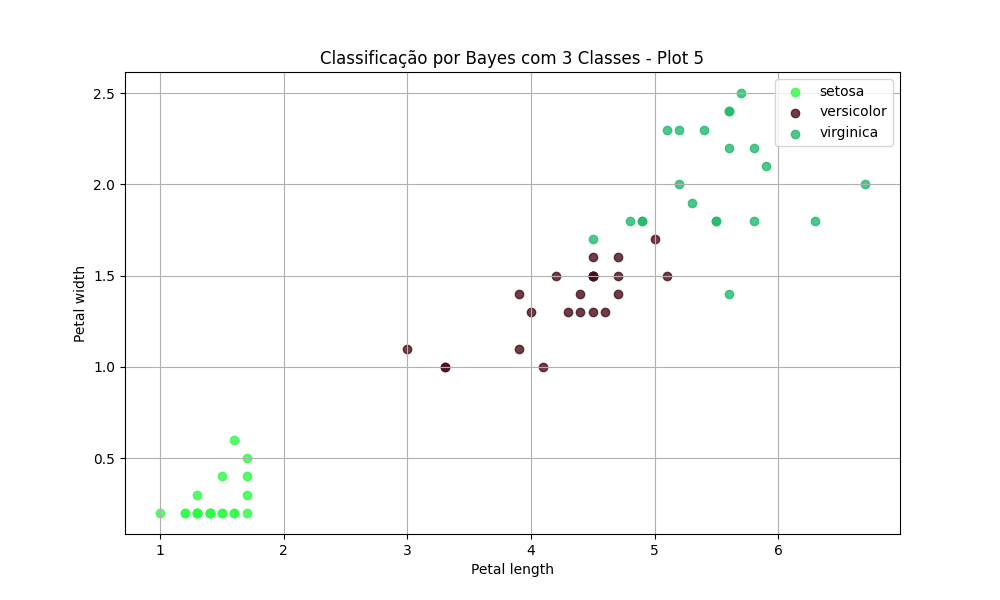 Classificação por Bayes com 3 Classes - Plot 5
setosa
versicolor
virginica
Petal width
2.5
2.0
1.5
1.0
0.5
1 2 3 4 5 6
Petal length